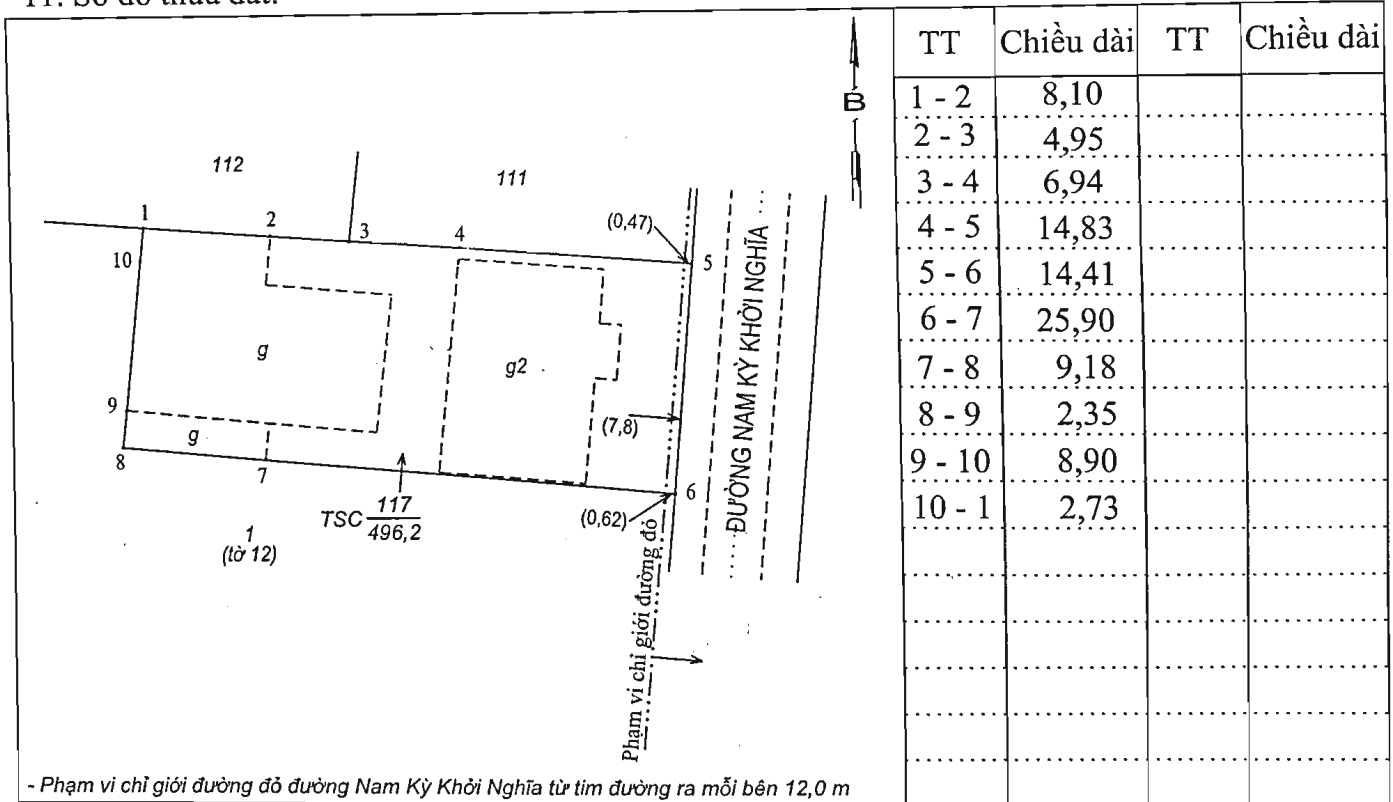 11. Sơ đồ thửa đất:
B
112
111
1
2
3
4
(0,47)
5
10
g
g2
9
g
(7,8)
8
7
6
TSC 117
496,2
(0,62)
1
(tờ 12)
ĐƯỜNG NAM KỲ KHỞI NGHĨA
Phạm vi chỉ giới đường đỏ
- Phạm vi chỉ giới đường đỏ đường Nam Kỳ Khởi Nghĩa từ tim đường ra mỗi bên 12,0 m
TT Chiều dài TT Chiều dài
1 - 2 8,10
2 - 3 4,95
3 - 4 6,94
4 - 5 14,83
5 - 6 14,41
6 - 7 25,90
7 - 8 9,18
8 - 9 2,35
9 - 10 8,90
10 - 1 2,73